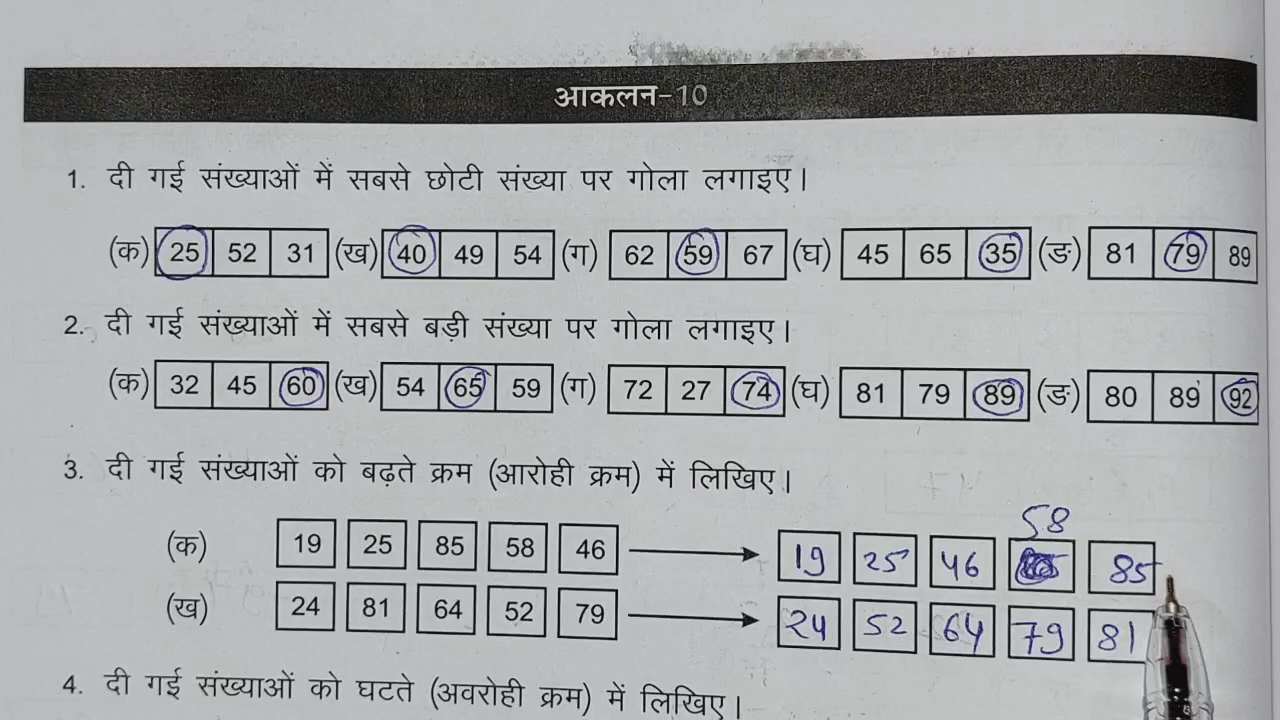 आकलन-10
1. दी गई संख्याओं में सबसे छोटी संख्या पर गोला लगाइए।
(क) 25 52 31 (ख) 40 49 54 (ग) 62 59 67 (घ) 45 65 35 (ङ) 81 79 89
2. दी गई संख्याओं में सबसे बड़ी संख्या पर गोला लगाइए।
(क) 32 45 60 (ख) 54 65 59 (ग) 72 27 74 (घ) 81 79 89 (ङ) 80 89 92
3. दी गई संख्याओं को बढ़ते क्रम (आरोही क्रम) में लिखिए।
58
(क) 19 25 85 58 46 19 25 46 85
(ख) 24 81 64 52 79 24 52 64 79 81
4. दी गई संख्याओं को घटते (अवरोही क्रम) में लिखिए।